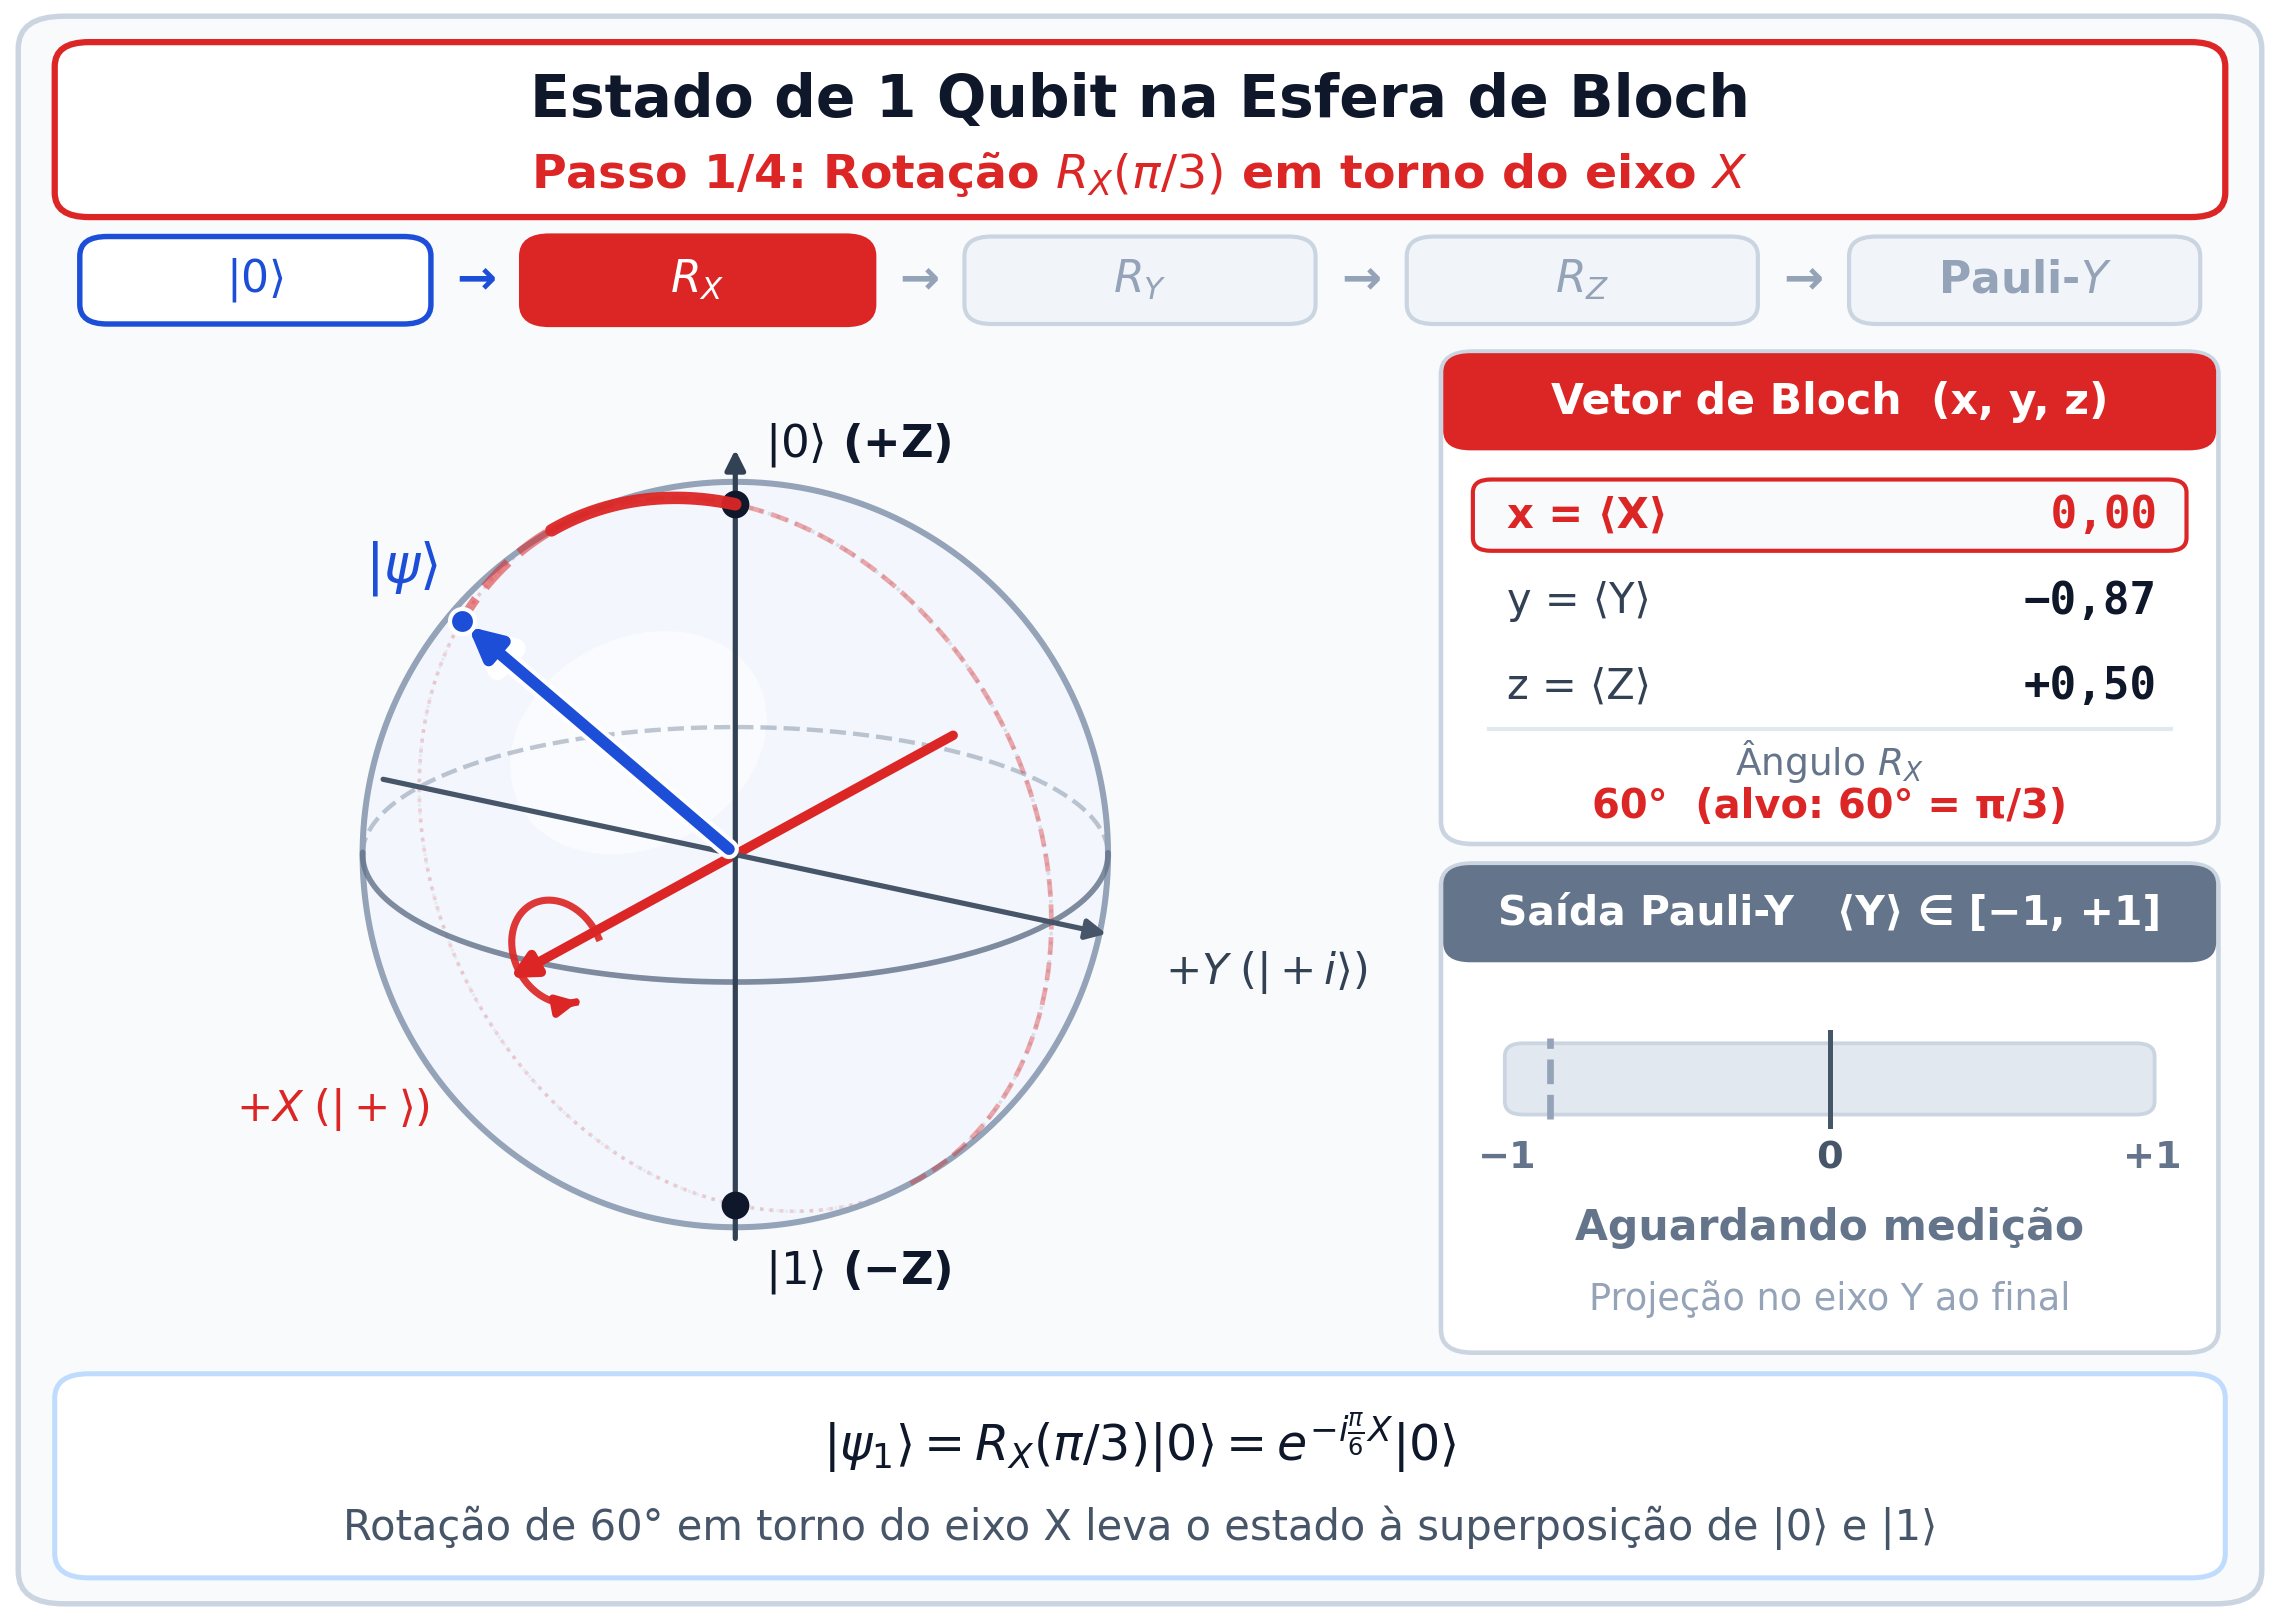 Estado de 1 Qubit na Esfera de Bloch
Passo 1/4: Rotação R_X(π/3) em torno do eixo X
|0⟩ → R_X → R_Y → R_Z → Pauli-Y
|0⟩ (+Z)
|ψ⟩
+Y (| + i⟩)
+X (| + ⟩)
|1⟩ (−Z)
Vetor de Bloch (x, y, z)
x = ⟨X⟩ 0,00
y = ⟨Y⟩ −0,87
z = ⟨Z⟩ +0,50
Ângulo R_X
60° (alvo: 60° = π/3)
Saída Pauli-Y ⟨Y⟩ ∈ [−1, +1]
−1 0 +1
Aguardando medição
Projeção no eixo Y ao final
|ψ₁⟩ = R_X(π/3)|0⟩ = e^{−i\frac{π}{6}X}|0⟩
Rotação de 60° em torno do eixo X leva o estado à superposição de |0⟩ e |1⟩